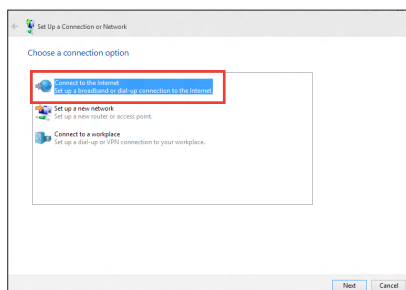 Set Up a Connection or Network
Choose a connection option
Connect to the Internet
Set up a broadband or dial-up connection to the Internet
Set up a new network
Set up a new router or access point.
Connect to a workplace
Set up a dial-up or VPN connection to your workplace.
Next Cancel